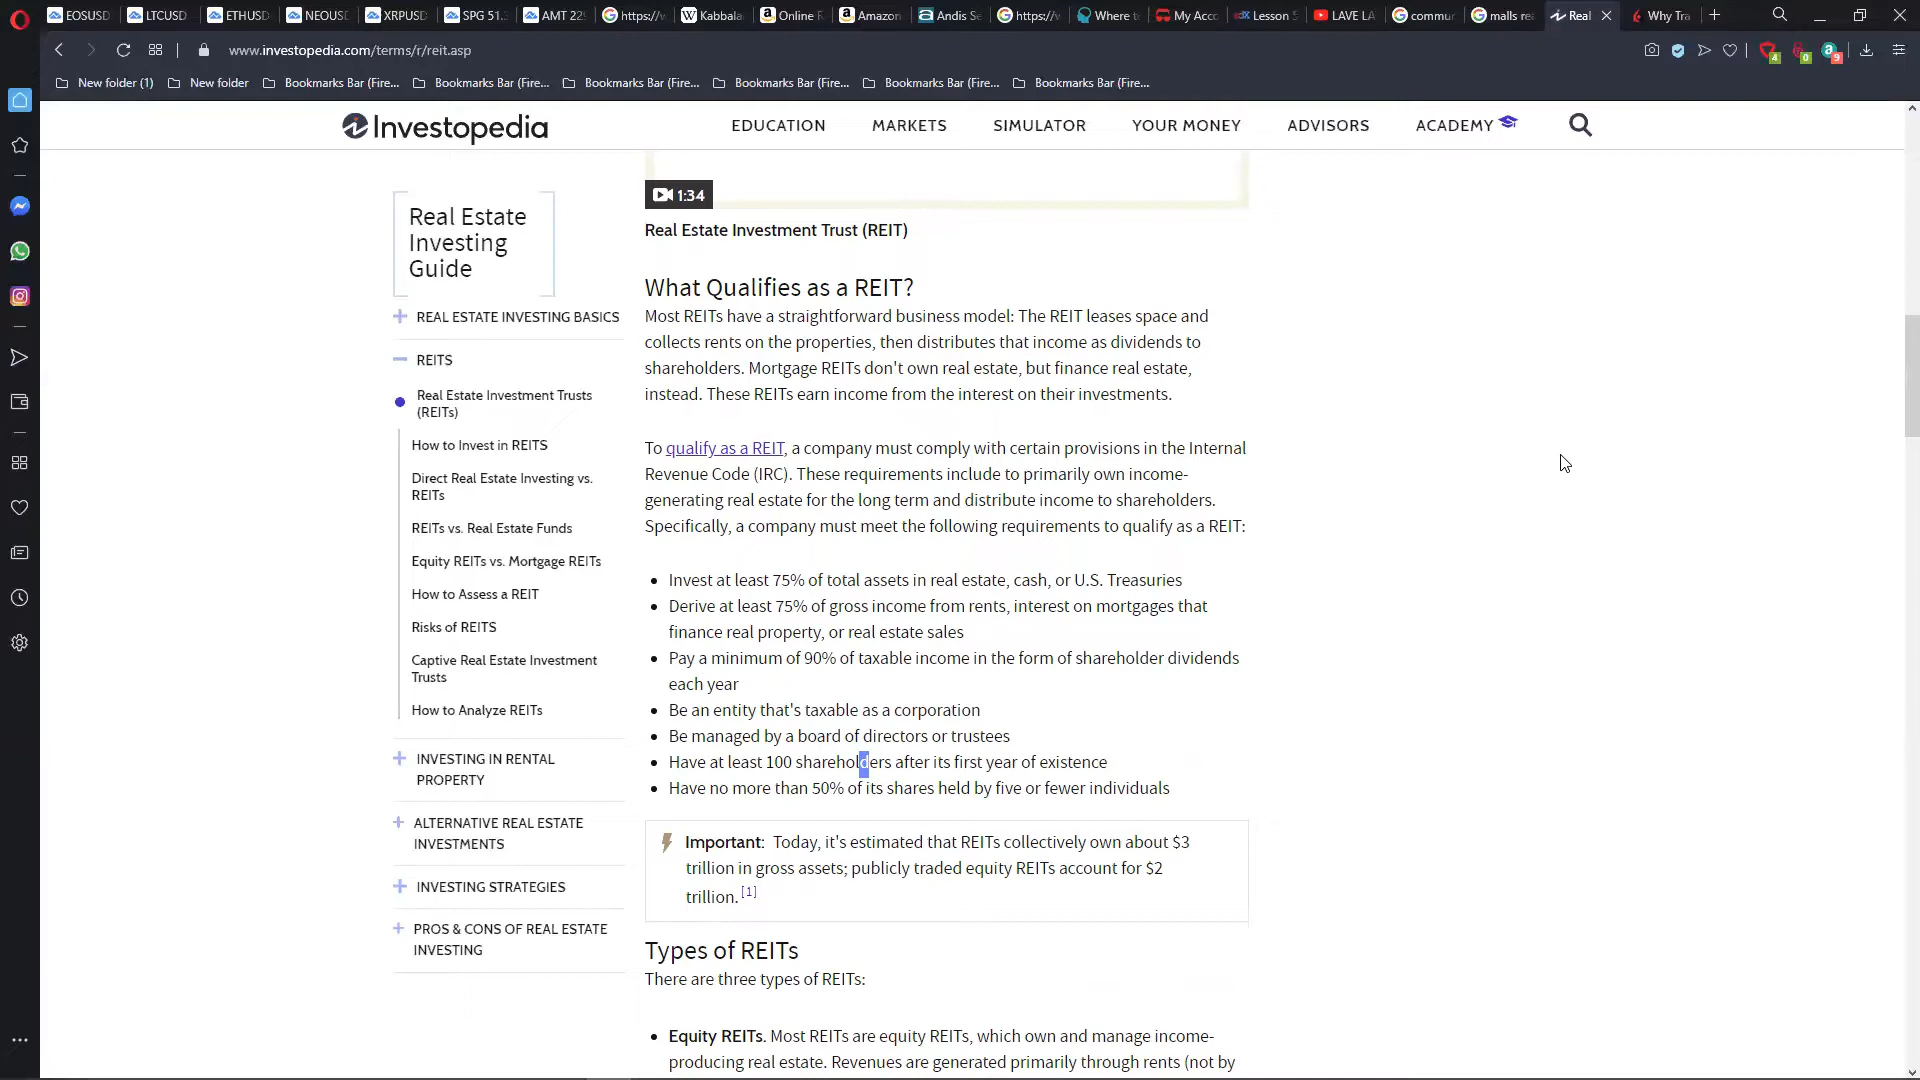 EOSUSD
LTCUSD
ETHUSD
NEOUSD
XRPUSD
SPG 51.3
AMT 229
https://w
Kabbala
Online R
Amazon
Andis Se
https://w
Where to
My Acco
Lesson
LAVE LA
commun
malls rea
Real
Why Tra
www.investopedia.com/terms/r/reit.asp
4
0
9
New folder (1)
New folder
Bookmarks Bar (Fire...
Bookmarks Bar (Fire...
Bookmarks Bar (Fire...
Bookmarks Bar (Fire...
Bookmarks Bar (Fire...
Bookmarks Bar (Fire...
Investopedia
EDUCATION
MARKETS
SIMULATOR
YOUR MONEY
ADVISORS
ACADEMY
Real Estate
Investing
Guide
REAL ESTATE INVESTING BASICS
REITS
Real Estate Investment Trusts
(REITs)
How to Invest in REITS
Direct Real Estate Investing vs.
REITs
REITs vs. Real Estate Funds
Equity REITs vs. Mortgage REITs
How to Assess a REIT
Risks of REITS
Captive Real Estate Investment
Trusts
How to Analyze REITs
INVESTING IN RENTAL
PROPERTY
ALTERNATIVE REAL ESTATE
INVESTMENTS
INVESTING STRATEGIES
PROS & CONS OF REAL ESTATE
INVESTING
1:34
Real Estate Investment Trust (REIT)
What Qualifies as a REIT?
Most REITs have a straightforward business model: The REIT leases space and
collects rents on the properties, then distributes that income as dividends to
shareholders. Mortgage REITs don't own real estate, but finance real estate,
instead. These REITs earn income from the interest on their investments.
To qualify as a REIT, a company must comply with certain provisions in the Internal
Revenue Code (IRC). These requirements include to primarily own income-
generating real estate for the long term and distribute income to shareholders.
Specifically, a company must meet the following requirements to qualify as a REIT:
• Invest at least 75% of total assets in real estate, cash, or U.S. Treasuries
• Derive at least 75% of gross income from rents, interest on mortgages that
finance real property, or real estate sales
• Pay a minimum of 90% of taxable income in the form of shareholder dividends
each year
• Be an entity that's taxable as a corporation
• Be managed by a board of directors or trustees
• Have at least 100 shareholders after its first year of existence
• Have no more than 50% of its shares held by five or fewer individuals
Important: Today, it's estimated that REITs collectively own about $3
trillion in gross assets; publicly traded equity REITs account for $2
trillion. [1]
Types of REITs
There are three types of REITs:
• Equity REITs. Most REITs are equity REITs, which own and manage income-
producing real estate. Revenues are generated primarily through rents (not by